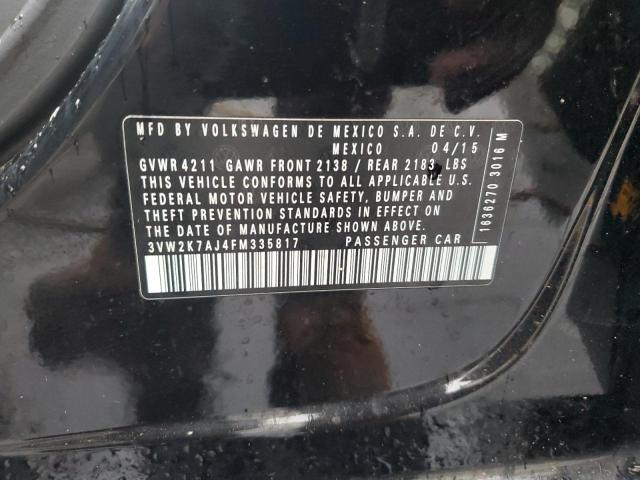 MFD BY VOLKSWAGEN DE MEXICO S.A. DE C.V.
MEXICO 04/15
GVWR 4211 GAWR FRONT 2138 / REAR 2183 LBS
THIS VEHICLE CONFORMS TO ALL APPLICABLE U.S.
FEDERAL MOTOR VEHICLE SAFETY, BUMPER AND
THEFT PREVENTION STANDARDS IN EFFECT ON
THE DATE OF MANUFACTURE SHOWN ABOVE.
3VW2K7AJ4FM335817 PASSENGER CAR
1636270 3016 M